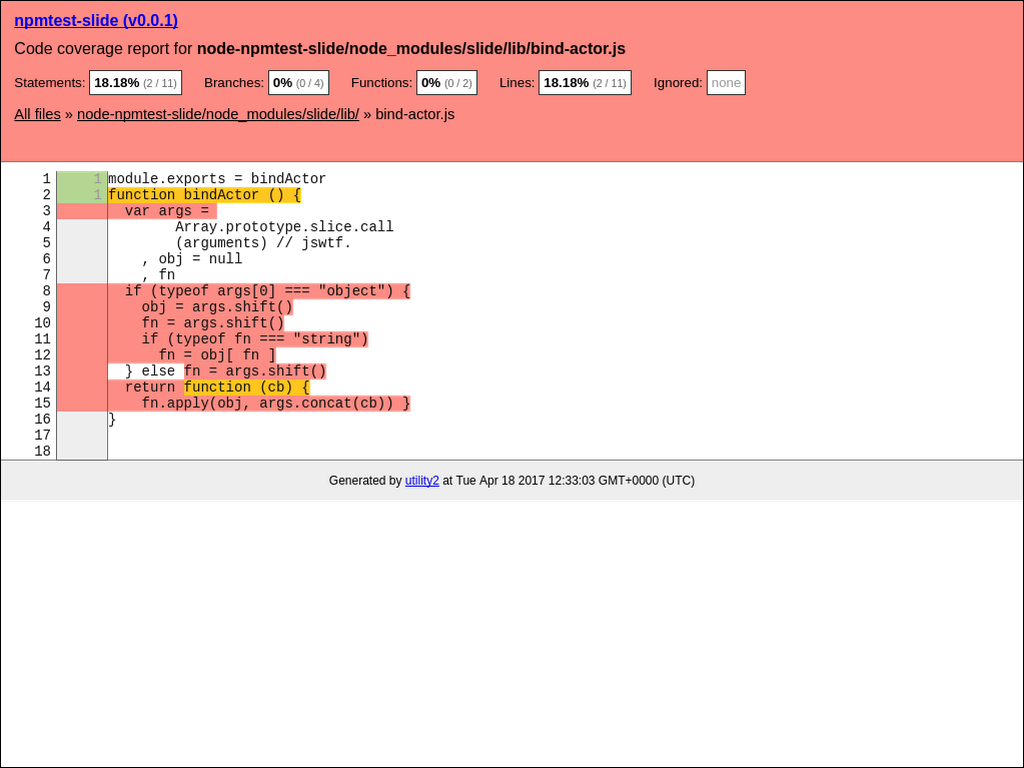 npmtest-slide (v0.0.1)
Code coverage report for node-npmtest-slide/node_modules/slide/lib/bind-actor.js
Statements: 18.18% (2 / 11) Branches: 0% (0 / 4) Functions: 0% (0 / 2) Lines: 18.18% (2 / 11) Ignored: none
All files » node-npmtest-slide/node_modules/slide/lib/ » bind-actor.js
1 1 module.exports = bindActor
2 1 function bindActor () {
3   var args =
4         Array.prototype.slice.call
5         (arguments) // jswtf.
6     , obj = null
7     , fn
8   if (typeof args[0] === "object") {
9     obj = args.shift()
10     fn = args.shift()
11     if (typeof fn === "string")
12       fn = obj[ fn ]
13   } else fn = args.shift()
14   return function (cb) {
15     fn.apply(obj, args.concat(cb)) }
16 }
17
18
Generated by utility2 at Tue Apr 18 2017 12:33:03 GMT+0000 (UTC)